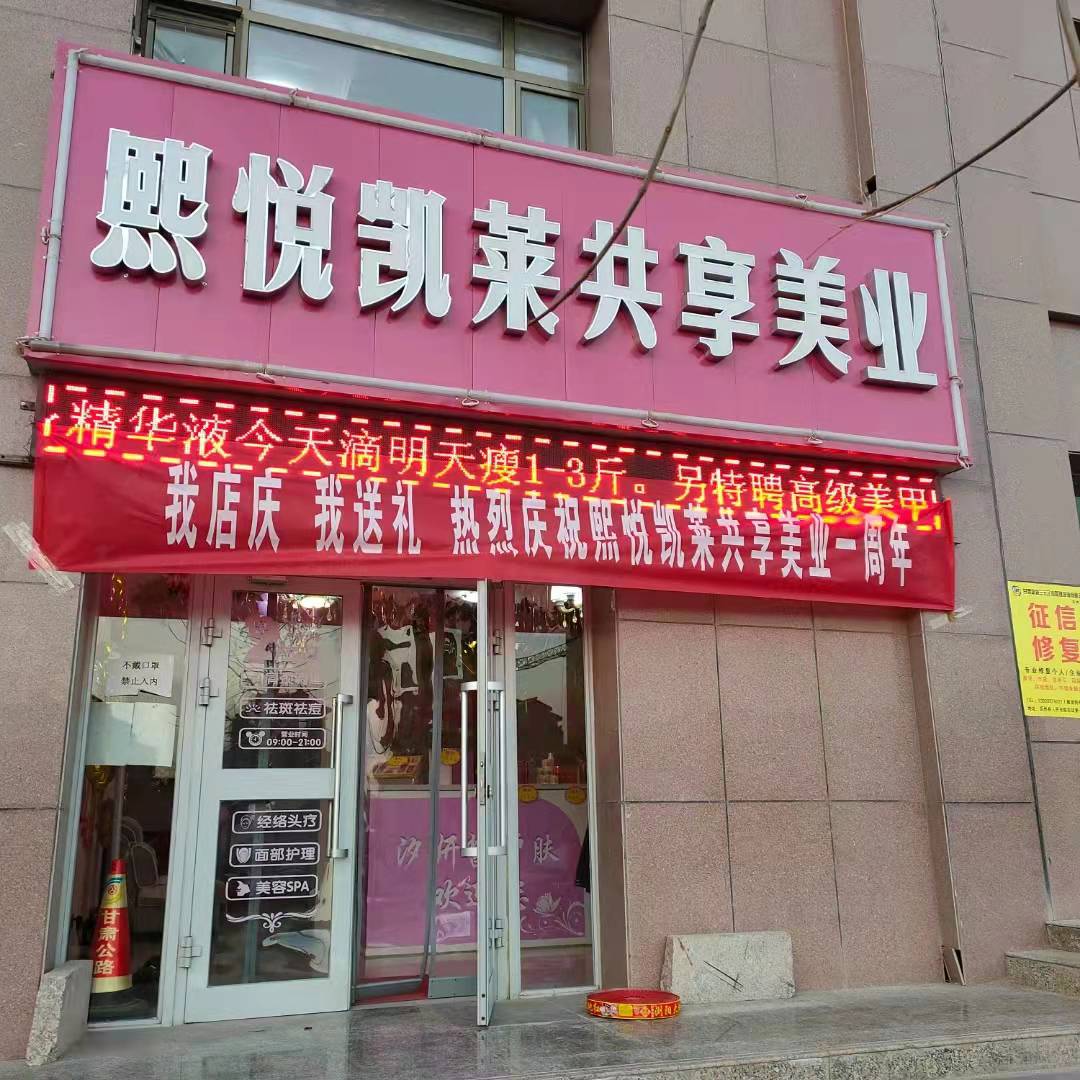 熙悦凯莱共享美业
精华液今天滴明天瘦1-3斤。另特聘高级美甲
我店庆 我送礼 热烈庆祝熙悦凯莱共享美业一周年
不戴口罩
禁止入内
祛斑祛痘
营业时间
09:00-21:00
经络头疗
面部护理
美容SPA
汐妍
肤
欢
甘肃公路
征信
修复